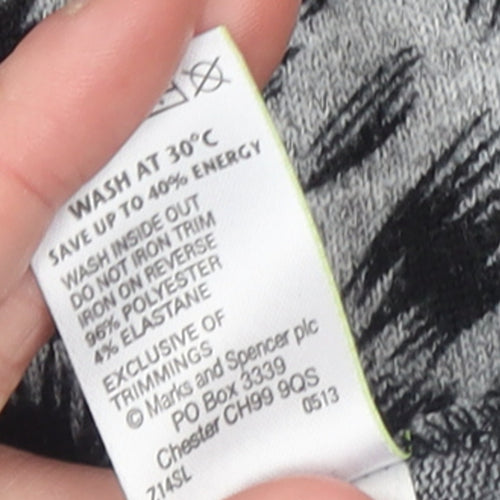 WASH AT 30°C
SAVE UP TO 40% ENERGY
WASH INSIDE OUT
DO NOT IRON TRIM
IRON ON REVERSE
96% POLYESTER
4% ELASTANE
EXCLUSIVE OF
TRIMMINGS
© Marks and Spencer plc
PO Box 3339
Chester CH99 9QS
0513
Z14SL